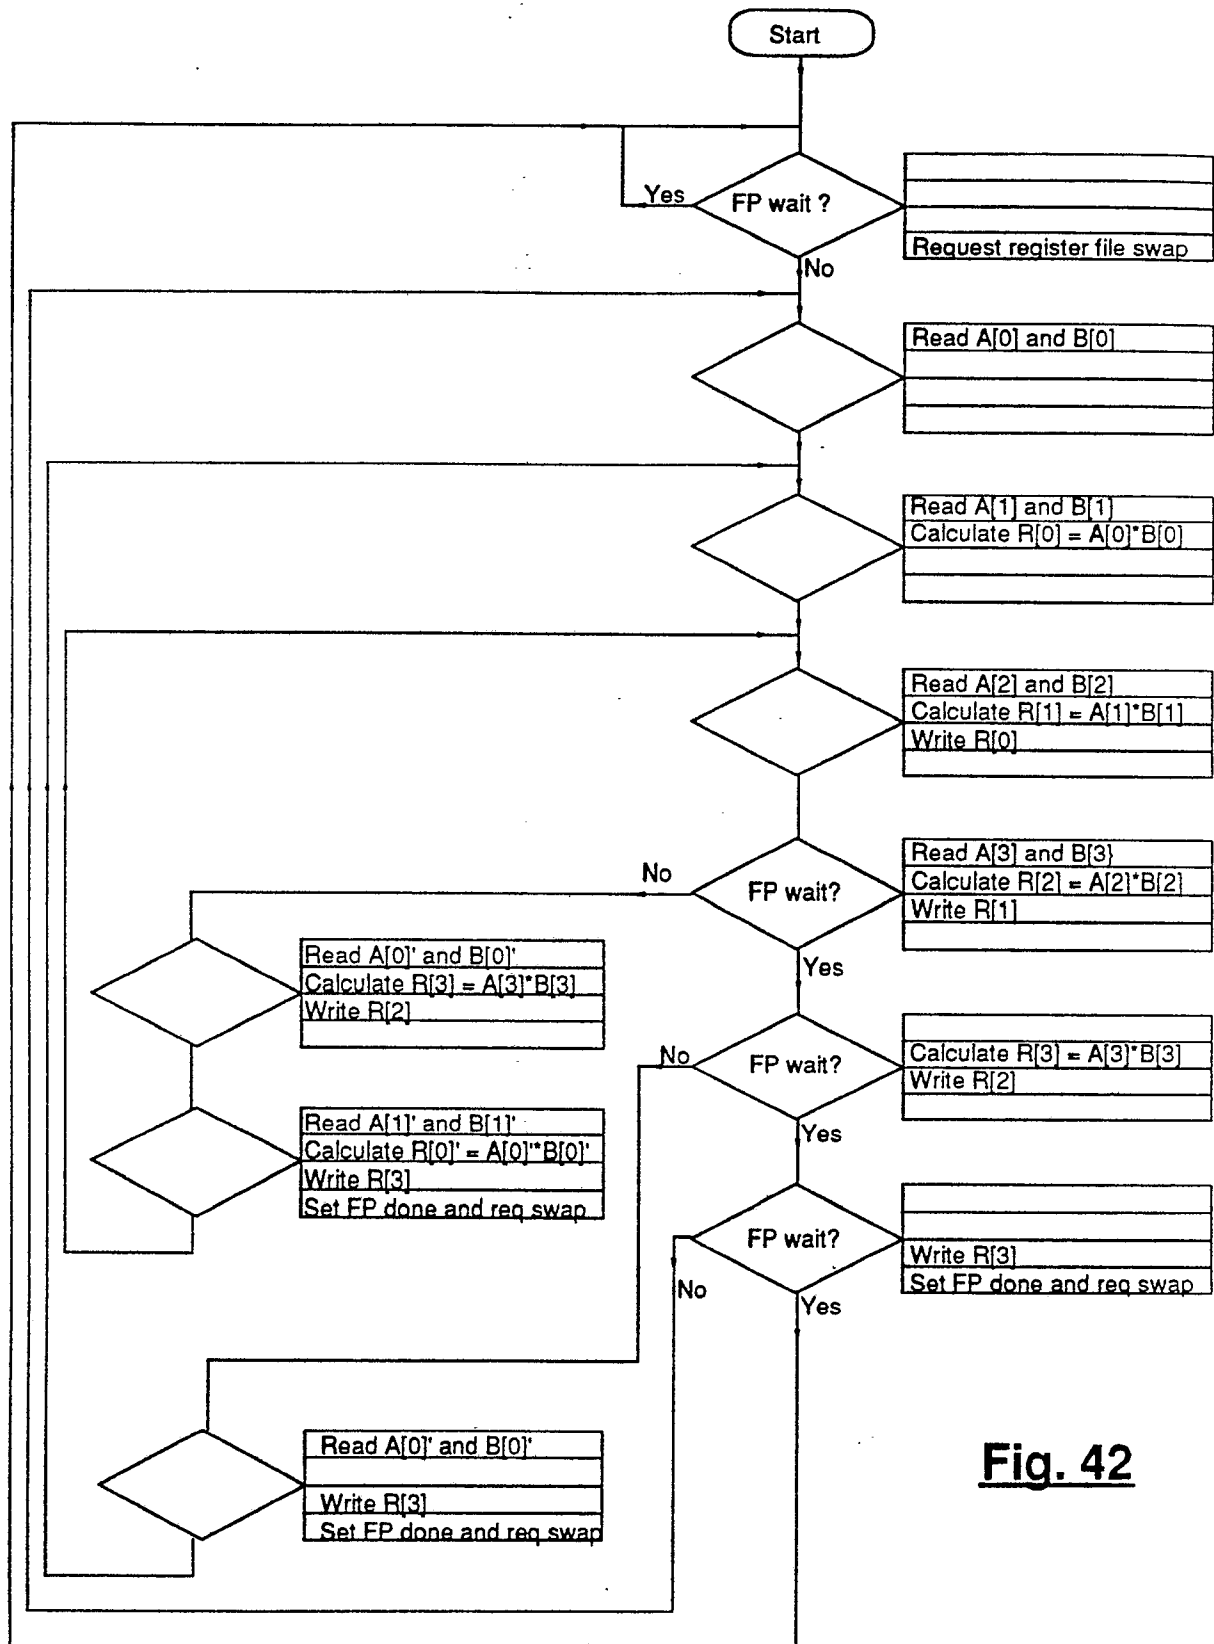 Start
FP wait ?
Yes
No
Request register file swap
Read A[0] and B[0]
Read A[1] and B[1]
Calculate R[0] = A[0]*B[0]
Read A[2] and B[2]
Calculate R[1] = A[1]*B[1]
Write R[0]
No
FP wait?
Yes
Read A[3] and B[3}
Calculate R[2] = A[2]*B[2]
Write R[1]
Read A[0]' and B[0]'
Calculate R[3] = A[3]*B[3]
Write R[2]
No
FP wait?
Yes
Calculate R[3] = A[3]*B[3]
Write R[2]
Read A[1]' and B[1]'
Calculate R[0]' = A[0]'*B[0]'
Write R[3]
Set FP done and req swap
FP wait?
No
Yes
Write R[3]
Set FP done and req swap
Read A[0]' and B[0]'
Write R[3]
Set FP done and req swap
Fig. 42